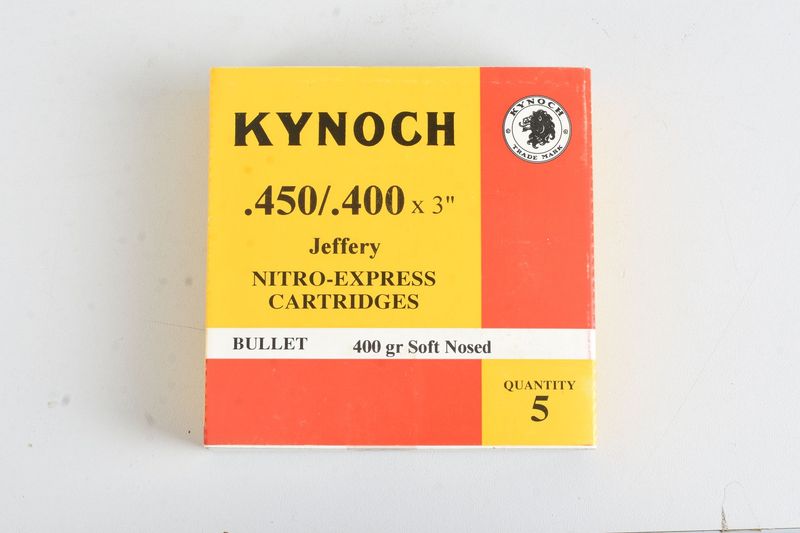 KYNOCH
KYNOCH
TRADE MARK
.450/.400 x 3"
Jeffery
NITRO-EXPRESS
CARTRIDGES
BULLET 400 gr Soft Nosed
QUANTITY
5